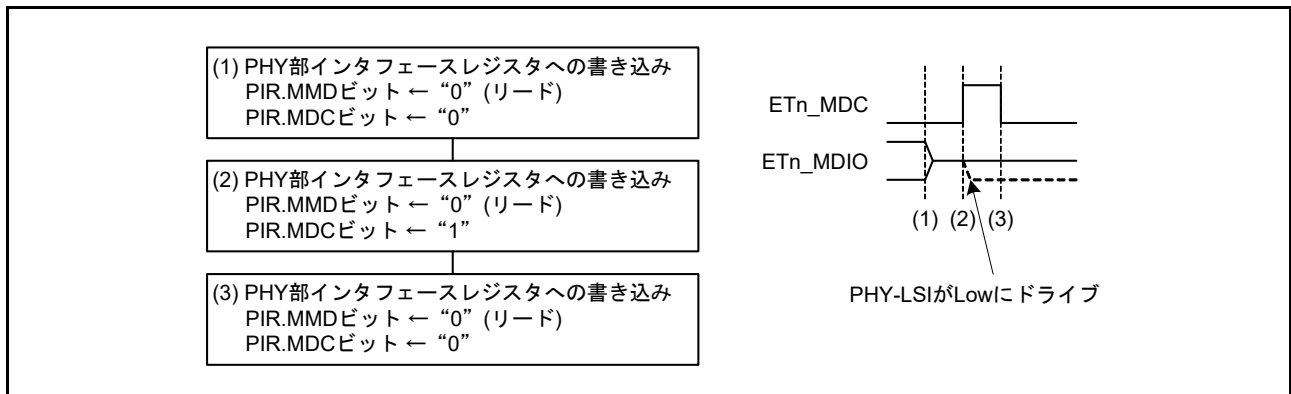 (1) PHY部インタフェースレジスタへの書き込み
PIR.MMDビット ← “0” (リード)
PIR.MDCビット ← “0”
(2) PHY部インタフェースレジスタへの書き込み
PIR.MMDビット ← “0” (リード)
PIR.MDCビット ← “1”
(3) PHY部インタフェースレジスタへの書き込み
PIR.MMDビット ← “0” (リード)
PIR.MDCビット ← “0”
ETn_MDC
ETn_MDIO
(1) (2) (3)
PHY-LSIがLowにドライブ